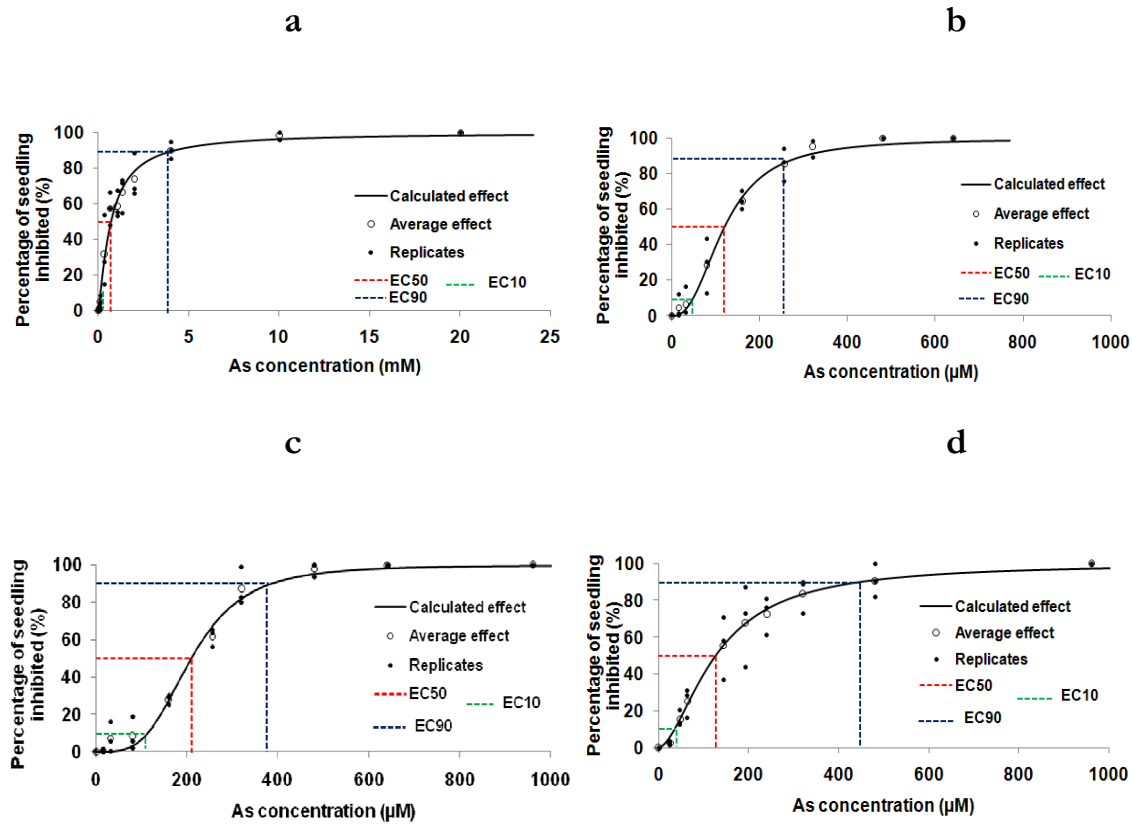 a
Percentage of seedling
inhibited (%)
100
80
60
40
20
0
0 5 10 15 20 25
As concentration (mM)
Calculated effect
Average effect
Replicates
EC50 EC10
EC90
b
Percentage of seedling
inhibited (%)
100
80
60
40
20
0
0 200 400 600 800 1000
As concentration (µM)
Calculated effect
Average effect
Replicates
EC50 EC10
EC90
c
Percentage of seedling
inhibited (%)
100
80
60
40
20
0
0 200 400 600 800 1000
As concentration (µM)
Calculated effect
Average effect
Replicates
EC50
EC10
EC90
d
Percentage of seedling
inhibited (%)
100
80
60
40
20
0
0 200 400 600 800 1000
As concentration (µM)
Calculated effect
Average effect
Replicates
EC50
EC10
EC90